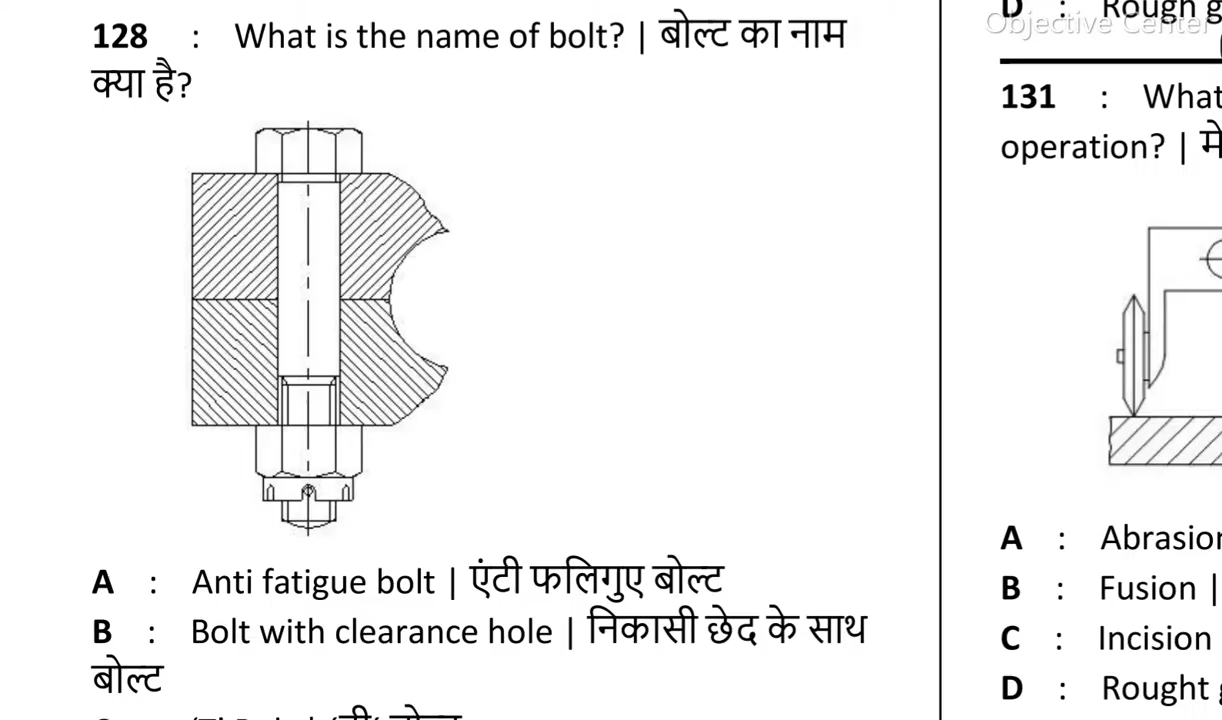 128 : What is the name of bolt? | बोल्ट का नाम
क्या है?
A : Anti fatigue bolt | एंटी फलिगुए बोल्ट
B : Bolt with clearance hole | निकासी छेद के साथ
बोल्ट
D : Rough g
Objective Center
131 : What
operation? | मे
A : Abrasion
B : Fusion |
C : Incision
D : Rought g